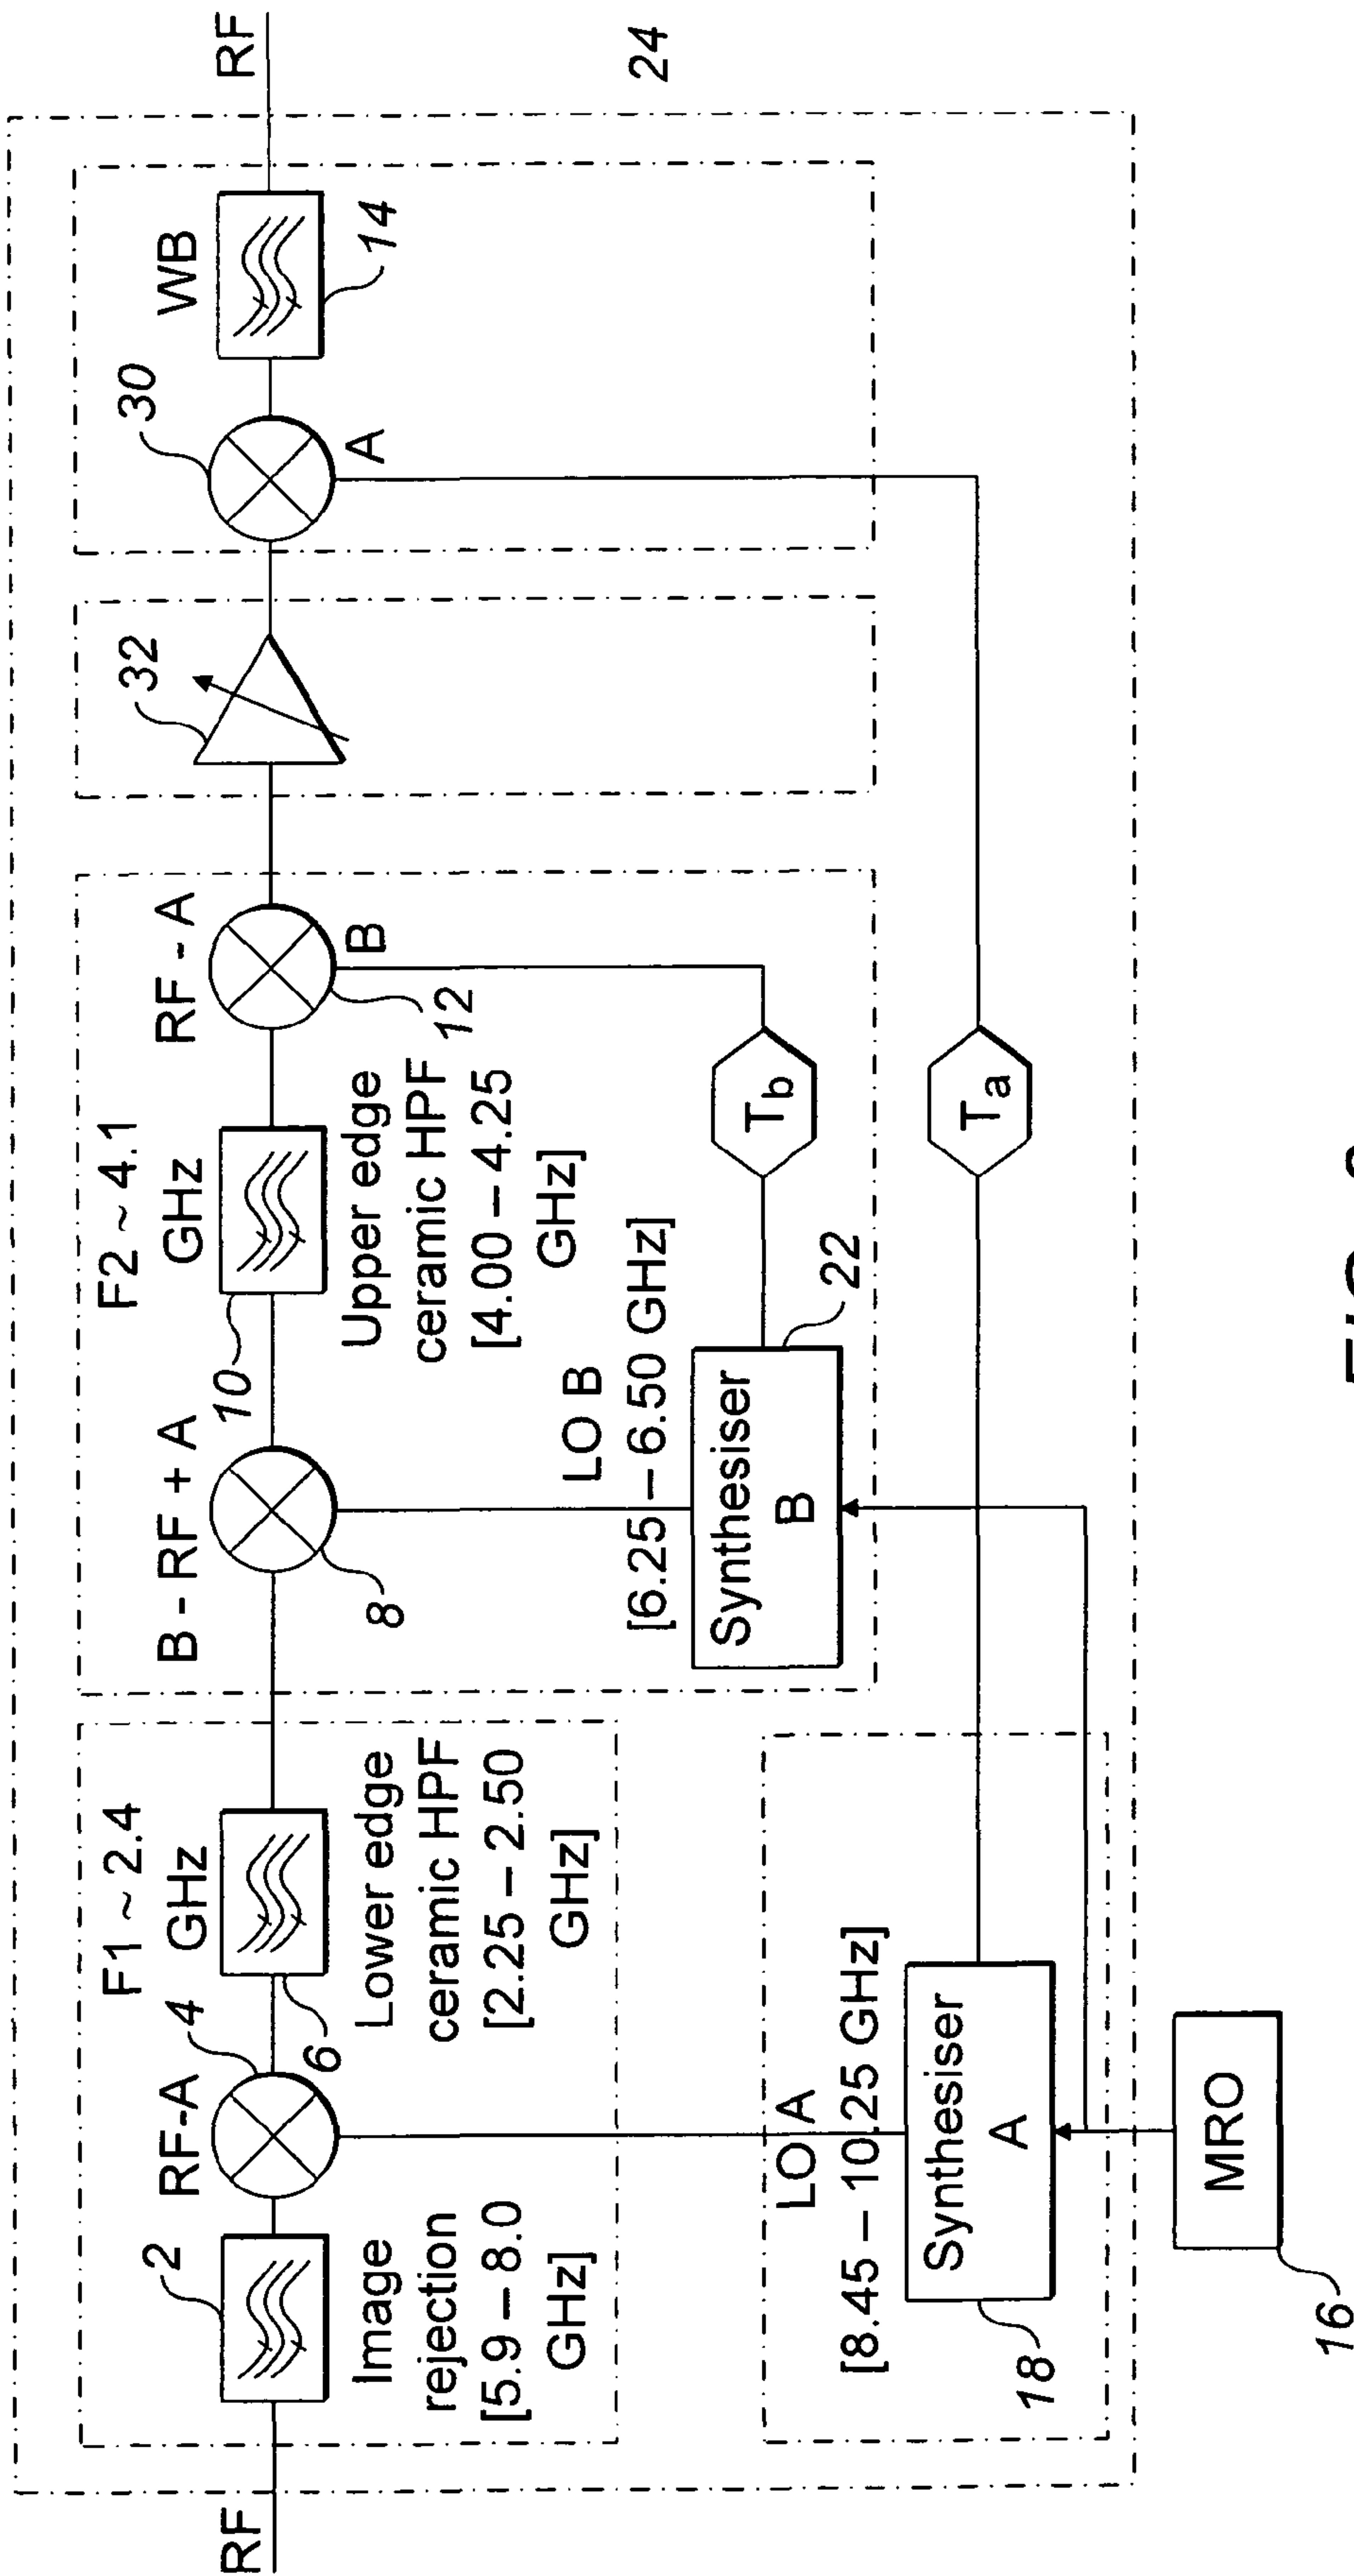 RF
2
Image
rejection
[5.9 – 8.0
GHz]
RF-A
4
F1 ~ 2.4
GHz
6
Lower edge
ceramic HPF
[2.25 – 2.50
GHz]
B - RF + A
8
F2 ~ 4.1
GHz
10
Upper edge
ceramic HPF
[4.00 – 4.25
GHz]
RF - A
B
12
32
30
A
WB
14
RF
24
LO B
[6.25 – 6.50 GHz]
Synthesiser
B
22
Tb
Ta
LO A
[8.45 – 10.25 GHz]
Synthesiser
A
18
MRO
16